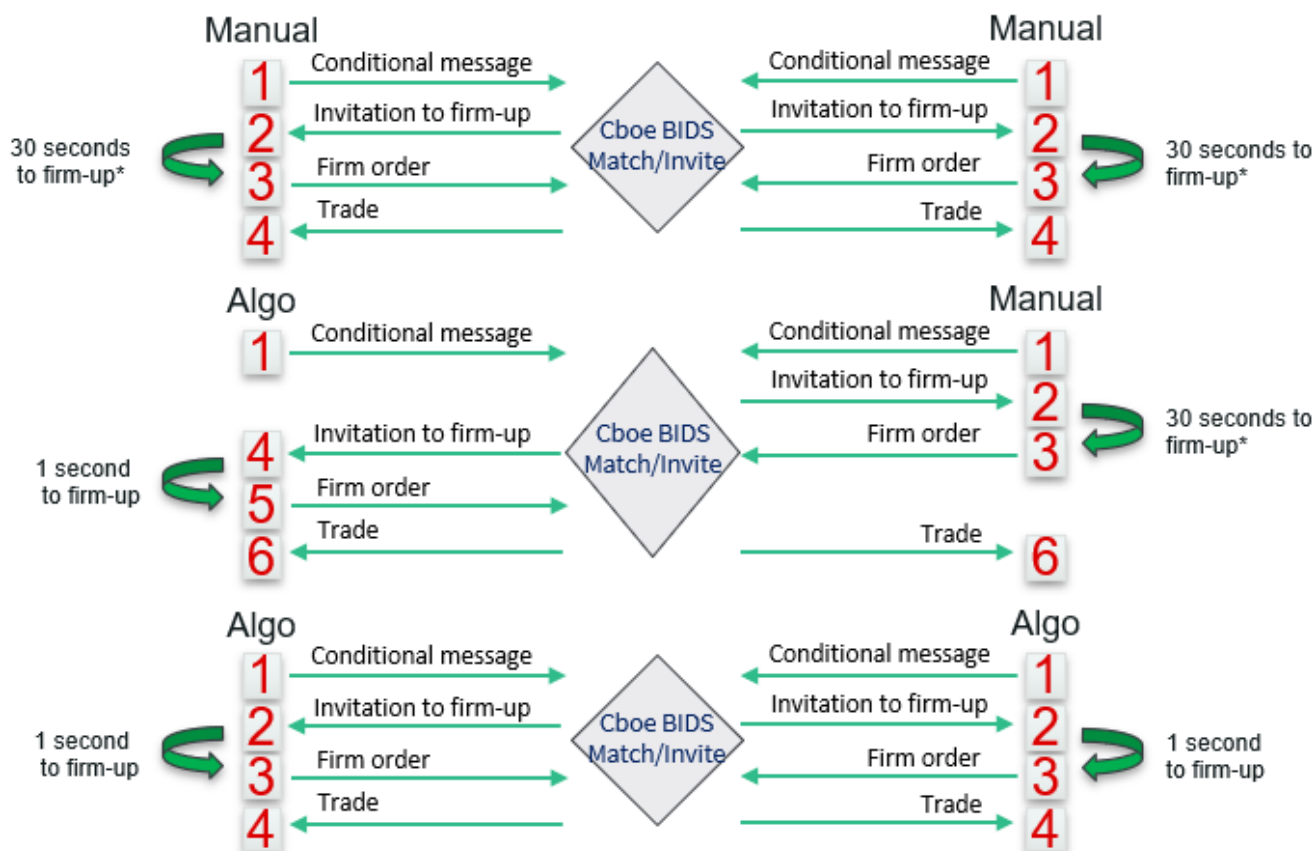 Manual
Manual
1
Conditional message
Conditional message
1
2
Invitation to firm-up
Invitation to firm-up
2
30 seconds
to firm-up*
Cboe BIDS
Match/Invite
30 seconds to
firm-up*
3
Firm order
Firm order
3
4
Trade
Trade
4
Algo
Manual
1
Conditional message
Conditional message
1
Invitation to firm-up
2
30 seconds to
firm-up*
4
Invitation to firm-up
Cboe BIDS
Match/Invite
Firm order
3
1 second
to firm-up
5
Firm order
6
Trade
Trade
6
Algo
Algo
1
Conditional message
Conditional message
1
2
Invitation to firm-up
Invitation to firm-up
2
1 second
to firm-up
Cboe BIDS
Match/Invite
1 second
to firm-up
3
Firm order
Firm order
3
4
Trade
Trade
4